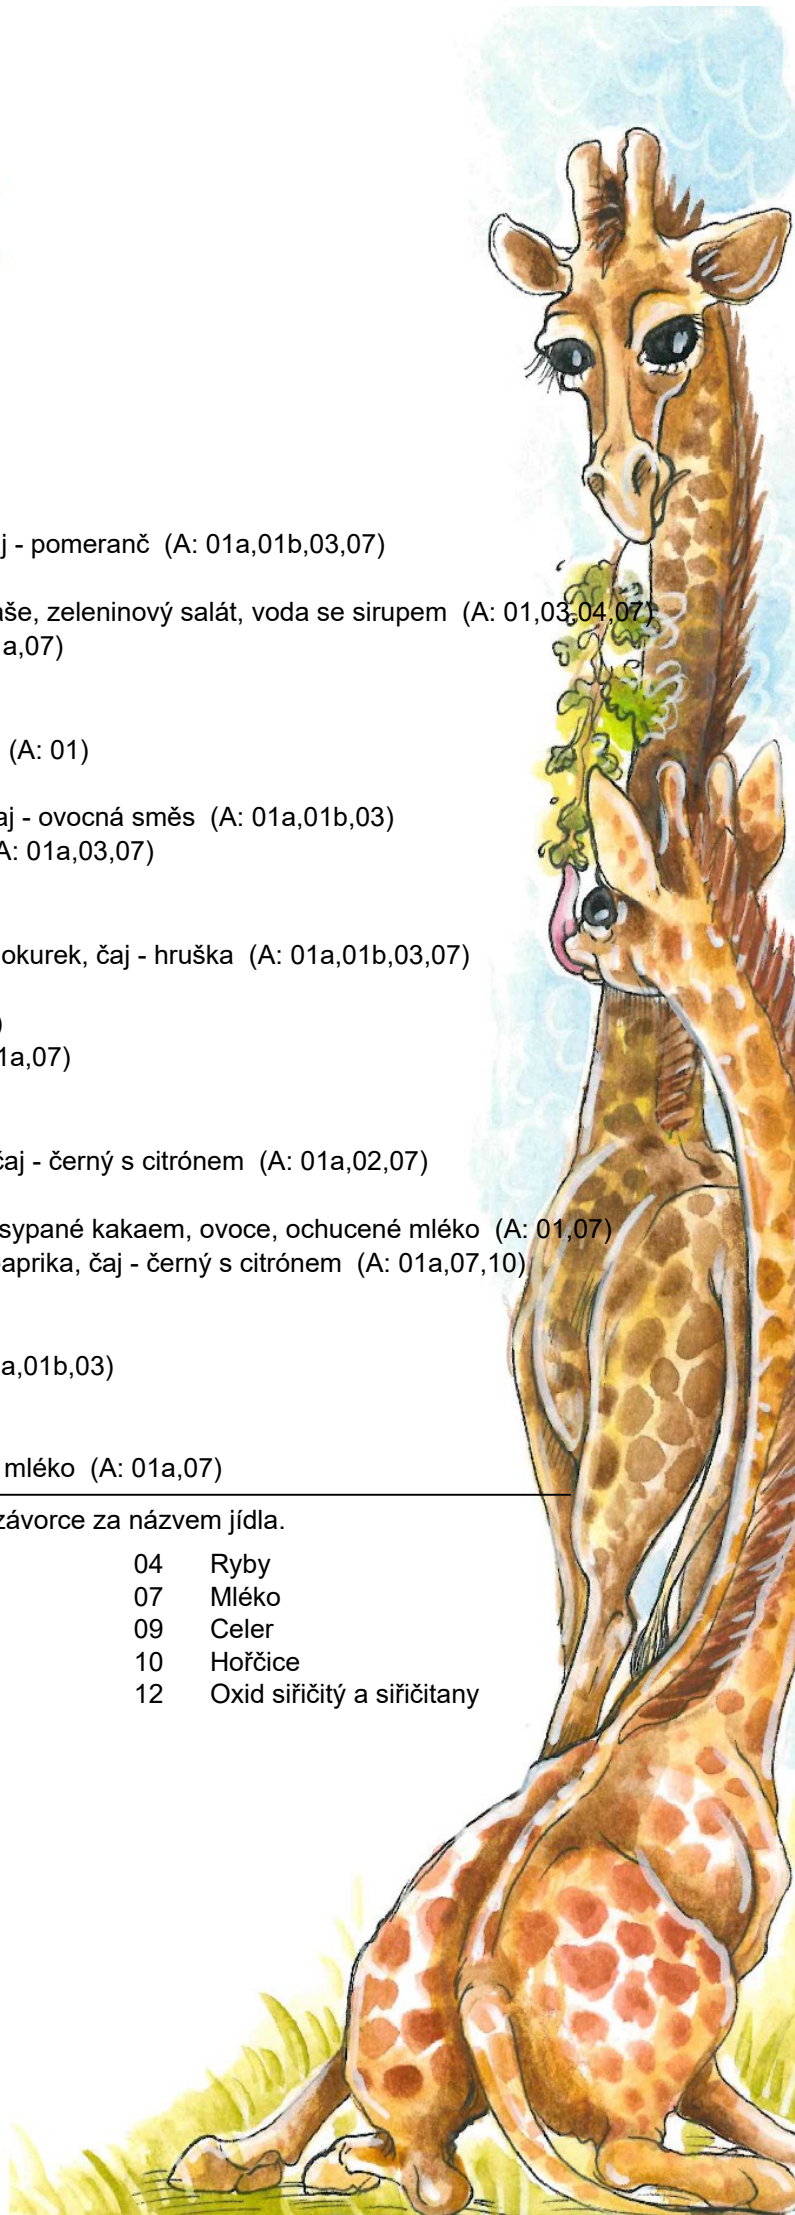 j - pomeranč (A: 01a,01b,03,07)
aše, zeleninový salát, voda se sirupem (A: 01,03,04,07)
a,07)
(A: 01)
aj - ovocná směs (A: 01a,01b,03)
A: 01a,03,07)
okurek, čaj - hruška (A: 01a,01b,03,07)
)
1a,07)
čaj - černý s citrónem (A: 01a,02,07)
sypané kakaem, ovoce, ochucené mléko (A: 01,07)
paprika, čaj - černý s citrónem (A: 01a,07,10)
a,01b,03)
mléko (A: 01a,07)
závorce za názvem jídla.
04 Ryby
07 Mléko
09 Celer
10 Hořčice
12 Oxid siřičitý a siřičitany